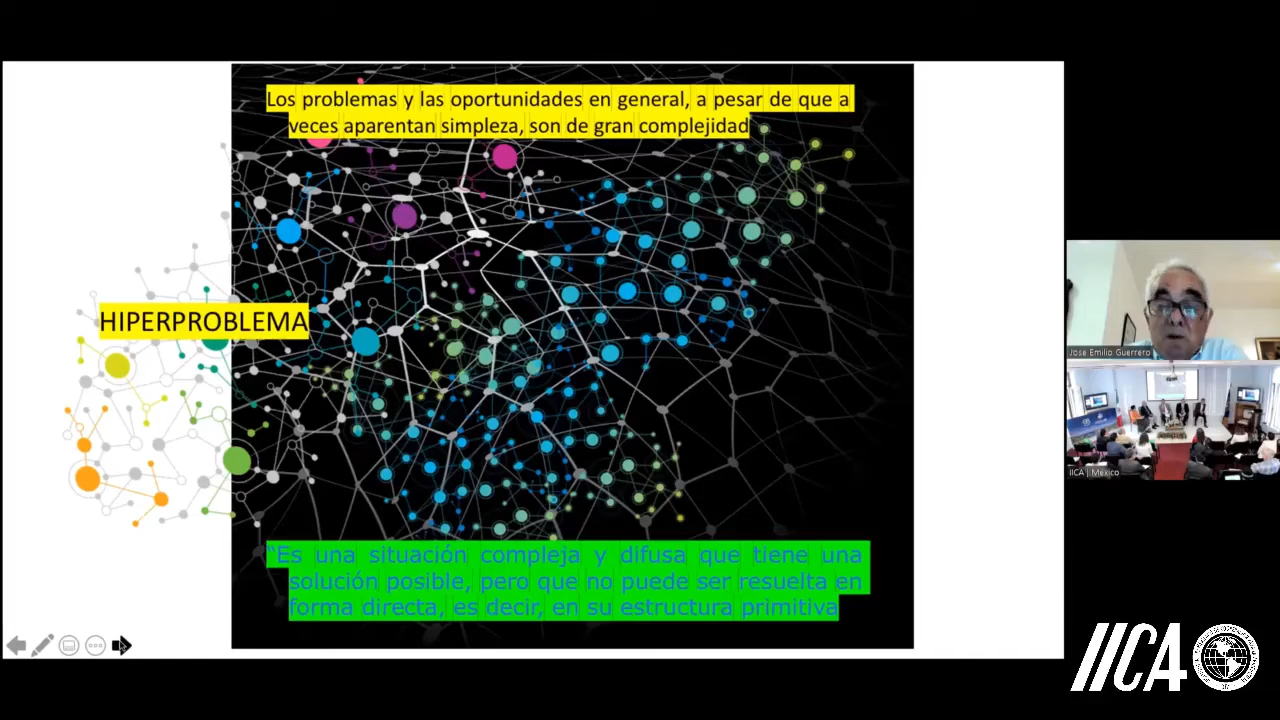 Los problemas y las oportunidades en general, a pesar de que a
veces aparentan simpleza, son de gran complejidad
HIPERPROBLEMA
“Es una situación compleja y difusa que tiene una
solución posible, pero que no puede ser resuelta en
forma directa, es decir, en su estructura primitiva
Jose Emilio Guerrero
IICA | Mexico
IICA